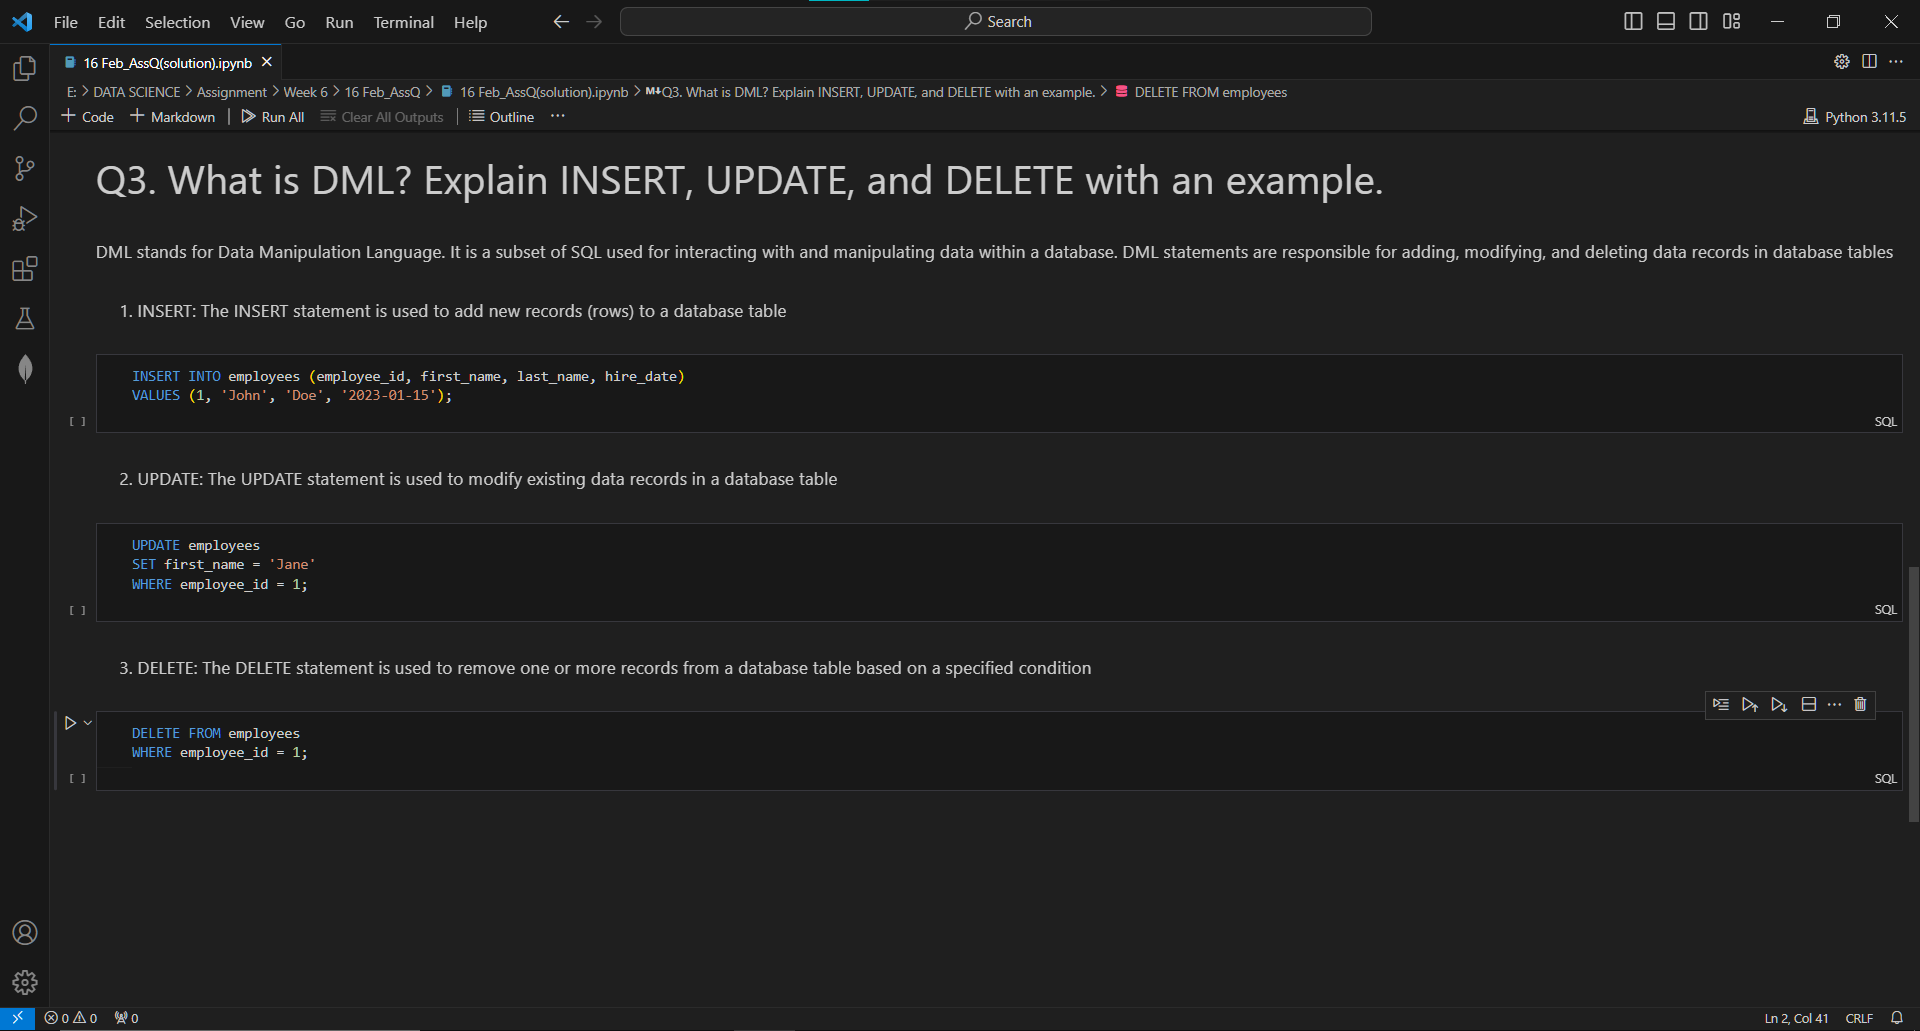 File Edit Selection View Go Run Terminal Help Search
16 Feb_AssQ(solution).ipynb
E: > DATA SCIENCE > Assignment > Week 6 > 16 Feb_AssQ > 16 Feb_AssQ(solution).ipynb > M↓Q3. What is DML? Explain INSERT, UPDATE, and DELETE with an example. > DELETE FROM employees
+ Code + Markdown | Run All Clear All Outputs | Outline ... Python 3.11.5
Q3. What is DML? Explain INSERT, UPDATE, and DELETE with an example.
DML stands for Data Manipulation Language. It is a subset of SQL used for interacting with and manipulating data within a database. DML statements are responsible for adding, modifying, and deleting data records in database tables
1. INSERT: The INSERT statement is used to add new records (rows) to a database table
INSERT INTO employees (employee_id, first_name, last_name, hire_date)
VALUES (1, 'John', 'Doe', '2023-01-15');
[ ] SQL
2. UPDATE: The UPDATE statement is used to modify existing data records in a database table
UPDATE employees
SET first_name = 'Jane'
WHERE employee_id = 1;
[ ] SQL
3. DELETE: The DELETE statement is used to remove one or more records from a database table based on a specified condition
DELETE FROM employees
WHERE employee_id = 1;
[ ] SQL
0 0 0 Ln 2, Col 41 CRLF